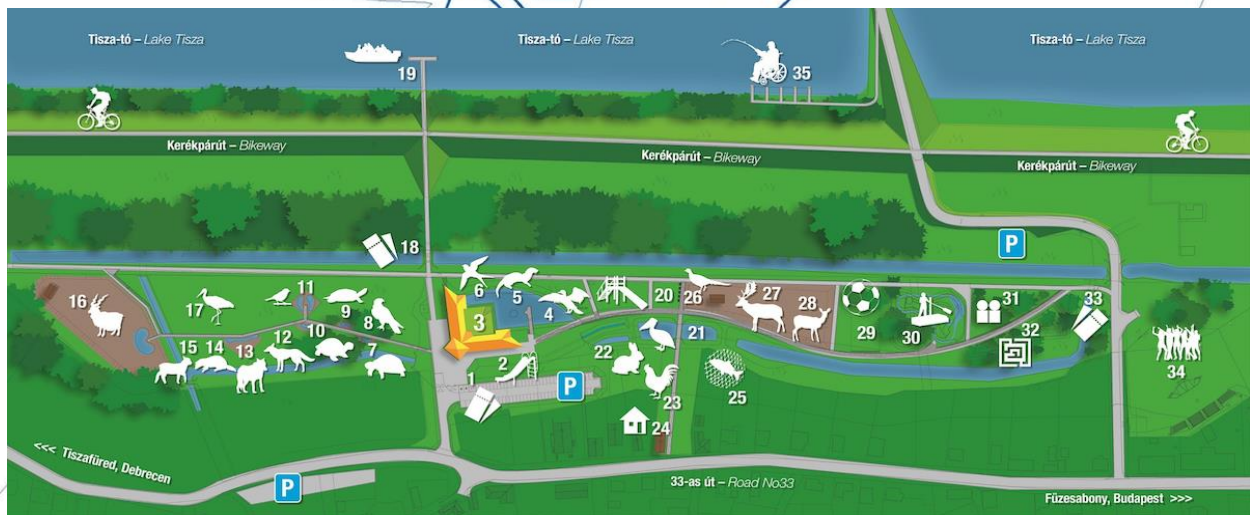 Tisza-tó – Lake Tisza
Tisza-tó – Lake Tisza
Tisza-tó – Lake Tisza
19
35
Kerékpárút – Bikeway
Kerékpárút – Bikeway
Kerékpárút – Bikeway
18
P
16
17
11
9
8
10
12
13
14
15
7
6
5
4
3
20
26
27
28
29
30
31
32
33
34
1
2
P
22
21
23
24
25
<<< Tiszafüred, Debrecen
P
33-as út – Road No33
Füzesabony, Budapest >>>